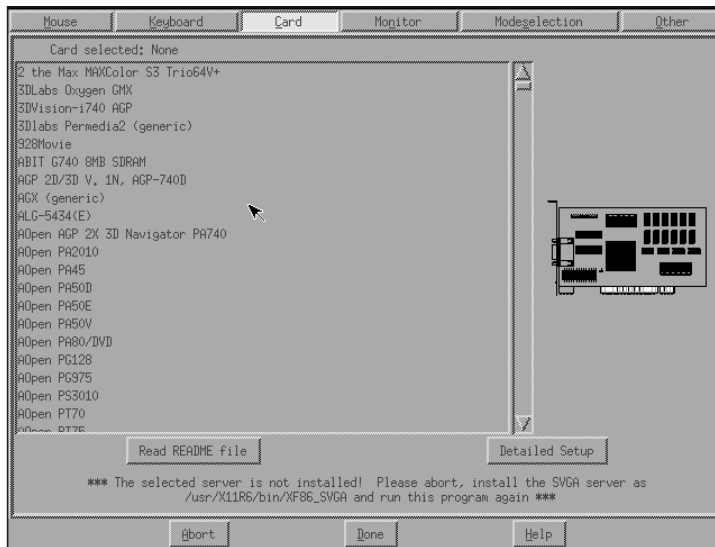 Mouse
Keyboard
Card
Monitor
Modeselection
Other
Card selected: None
2 the Max MAXColor S3 Trio64V+
3DLabs Oxygen GMX
3DVision-i740 AGP
3Dlabs Permedia2 (generic)
928Movie
ABIT G740 8MB SDRAM
AGP 2D/3D V. 1N, AGP-740D
AGX (generic)
ALG-5434(E)
AOpen AGP 2X 3D Navigator PA740
AOpen PA2010
AOpen PA45
AOpen PA50D
AOpen PA50E
AOpen PA50V
AOpen PA80/DVD
AOpen PG128
AOpen PG975
AOpen PS3010
AOpen PT70
AOpen PT75
Read README file
Detailed Setup
*** The selected server is not installed! Please abort, install the SVGA server as
/usr/X11R6/bin/XF86_SVGA and run this program again ***
Abort
Done
Help